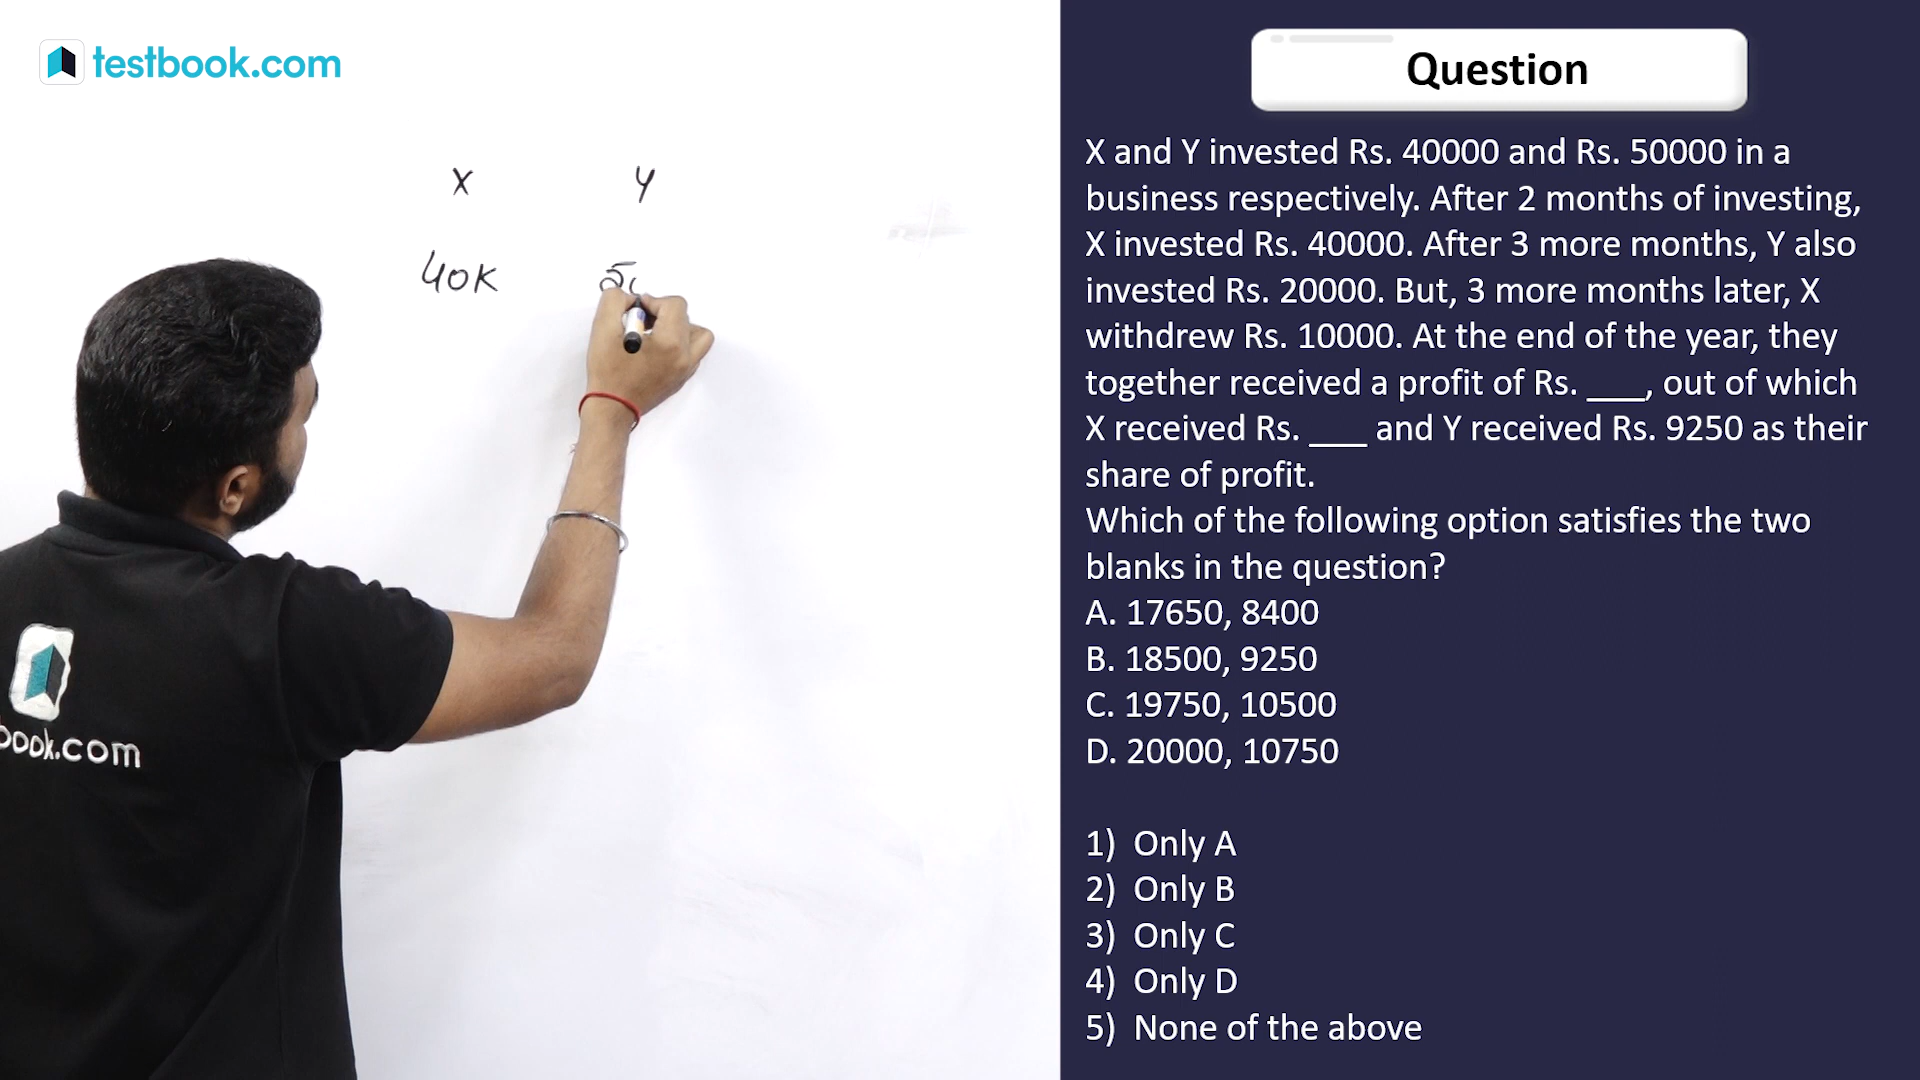 testbook.com
X Y
40K
book.com
Question
X and Y invested Rs. 40000 and Rs. 50000 in a
business respectively. After 2 months of investing,
X invested Rs. 40000. After 3 more months, Y also
invested Rs. 20000. But, 3 more months later, X
withdrew Rs. 10000. At the end of the year, they
together received a profit of Rs. ___, out of which
X received Rs. ___ and Y received Rs. 9250 as their
share of profit.
Which of the following option satisfies the two
blanks in the question?
A. 17650, 8400
B. 18500, 9250
C. 19750, 10500
D. 20000, 10750
1) Only A
2) Only B
3) Only C
4) Only D
5) None of the above